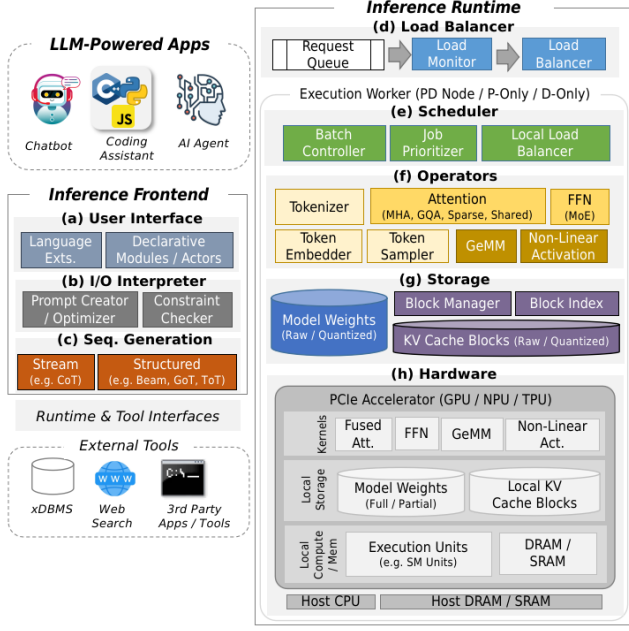 LLM-Powered Apps
JS
Chatbot
Coding
Assistant
AI Agent
Inference Frontend
(a) User Interface
Language
Exts.
Declarative
Modules / Actors
(b) I/O Interpreter
Prompt Creator
/ Optimizer
Constraint
Checker
(c) Seq. Generation
Stream
(e.g. CoT)
Structured
(e.g. Beam, GoT, ToT)
Runtime & Tool Interfaces
External Tools
WWW
C:\_
xDBMS
Web
Search
3rd Party
Apps / Tools
Inference Runtime
(d) Load Balancer
Request
Queue
Load
Monitor
Load
Balancer
Execution Worker (PD Node / P-Only / D-Only)
(e) Scheduler
Batch
Controller
Job
Prioritizer
Local Load
Balancer
(f) Operators
Tokenizer
Attention
(MHA, GQA, Sparse, Shared)
FFN
(MoE)
Token
Embedder
Token
Sampler
GeMM
Non-Linear
Activation
(g) Storage
Model Weights
(Raw / Quantized)
Block Manager
Block Index
KV Cache Blocks (Raw / Quantized)
(h) Hardware
PCIe Accelerator (GPU / NPU / TPU)
Kernels
Fused
Att.
FFN
GeMM
Non-Linear
Act.
Local
Storage
Model Weights
(Full / Partial)
Local KV
Cache Blocks
Local
Compute
/ Mem
Execution Units
(e.g. SM Units)
DRAM /
SRAM
Host CPU
Host DRAM / SRAM